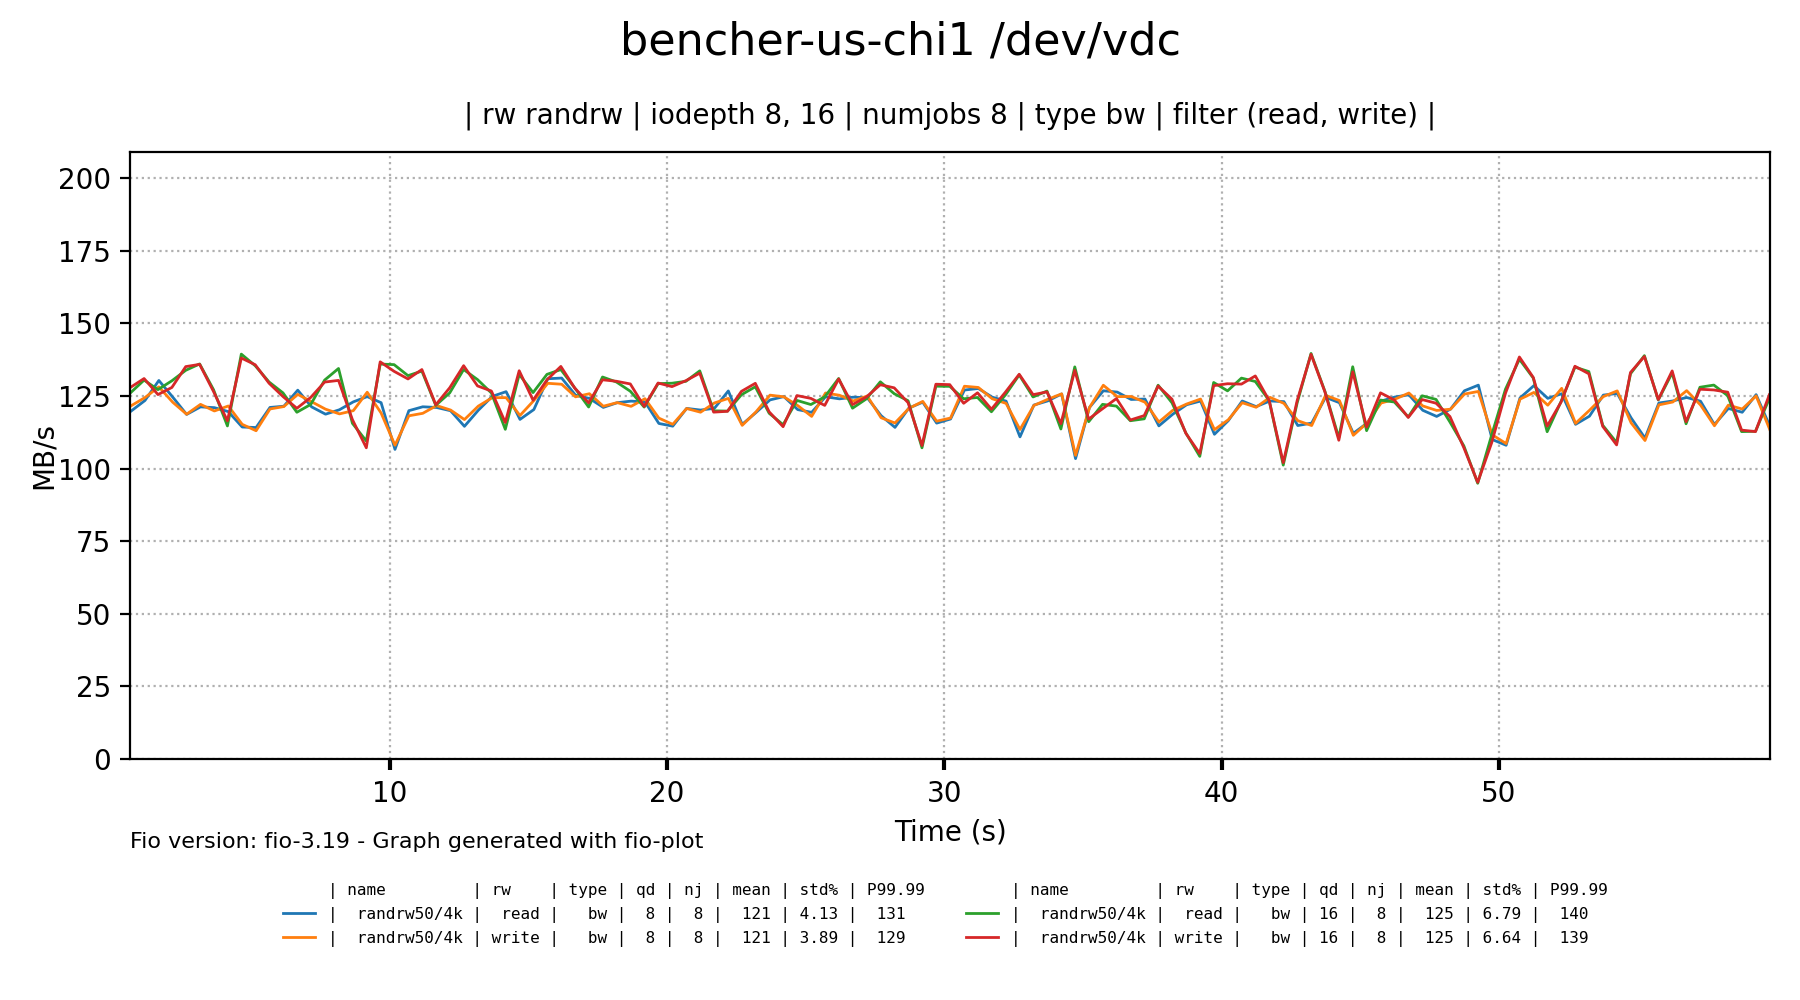 bencher-us-chi1 /dev/vdc
| rw randrw | iodepth 8, 16 | numjobs 8 | type bw | filter (read, write) |
200
175
150
125
100
75
50
25
0
MB/s
10 20 30 40 50
Time (s)
Fio version: fio-3.19 - Graph generated with fio-plot
| name | rw | type | qd | nj | mean | std% | P99.99 | name | rw | type | qd | nj | mean | std% | P99.99
| randrw50/4k | read | bw | 8 | 8 | 121 | 4.13 | 131 | randrw50/4k | read | bw | 16 | 8 | 125 | 6.79 | 140
| randrw50/4k | write | bw | 8 | 8 | 121 | 3.89 | 129 | randrw50/4k | write | bw | 16 | 8 | 125 | 6.64 | 139